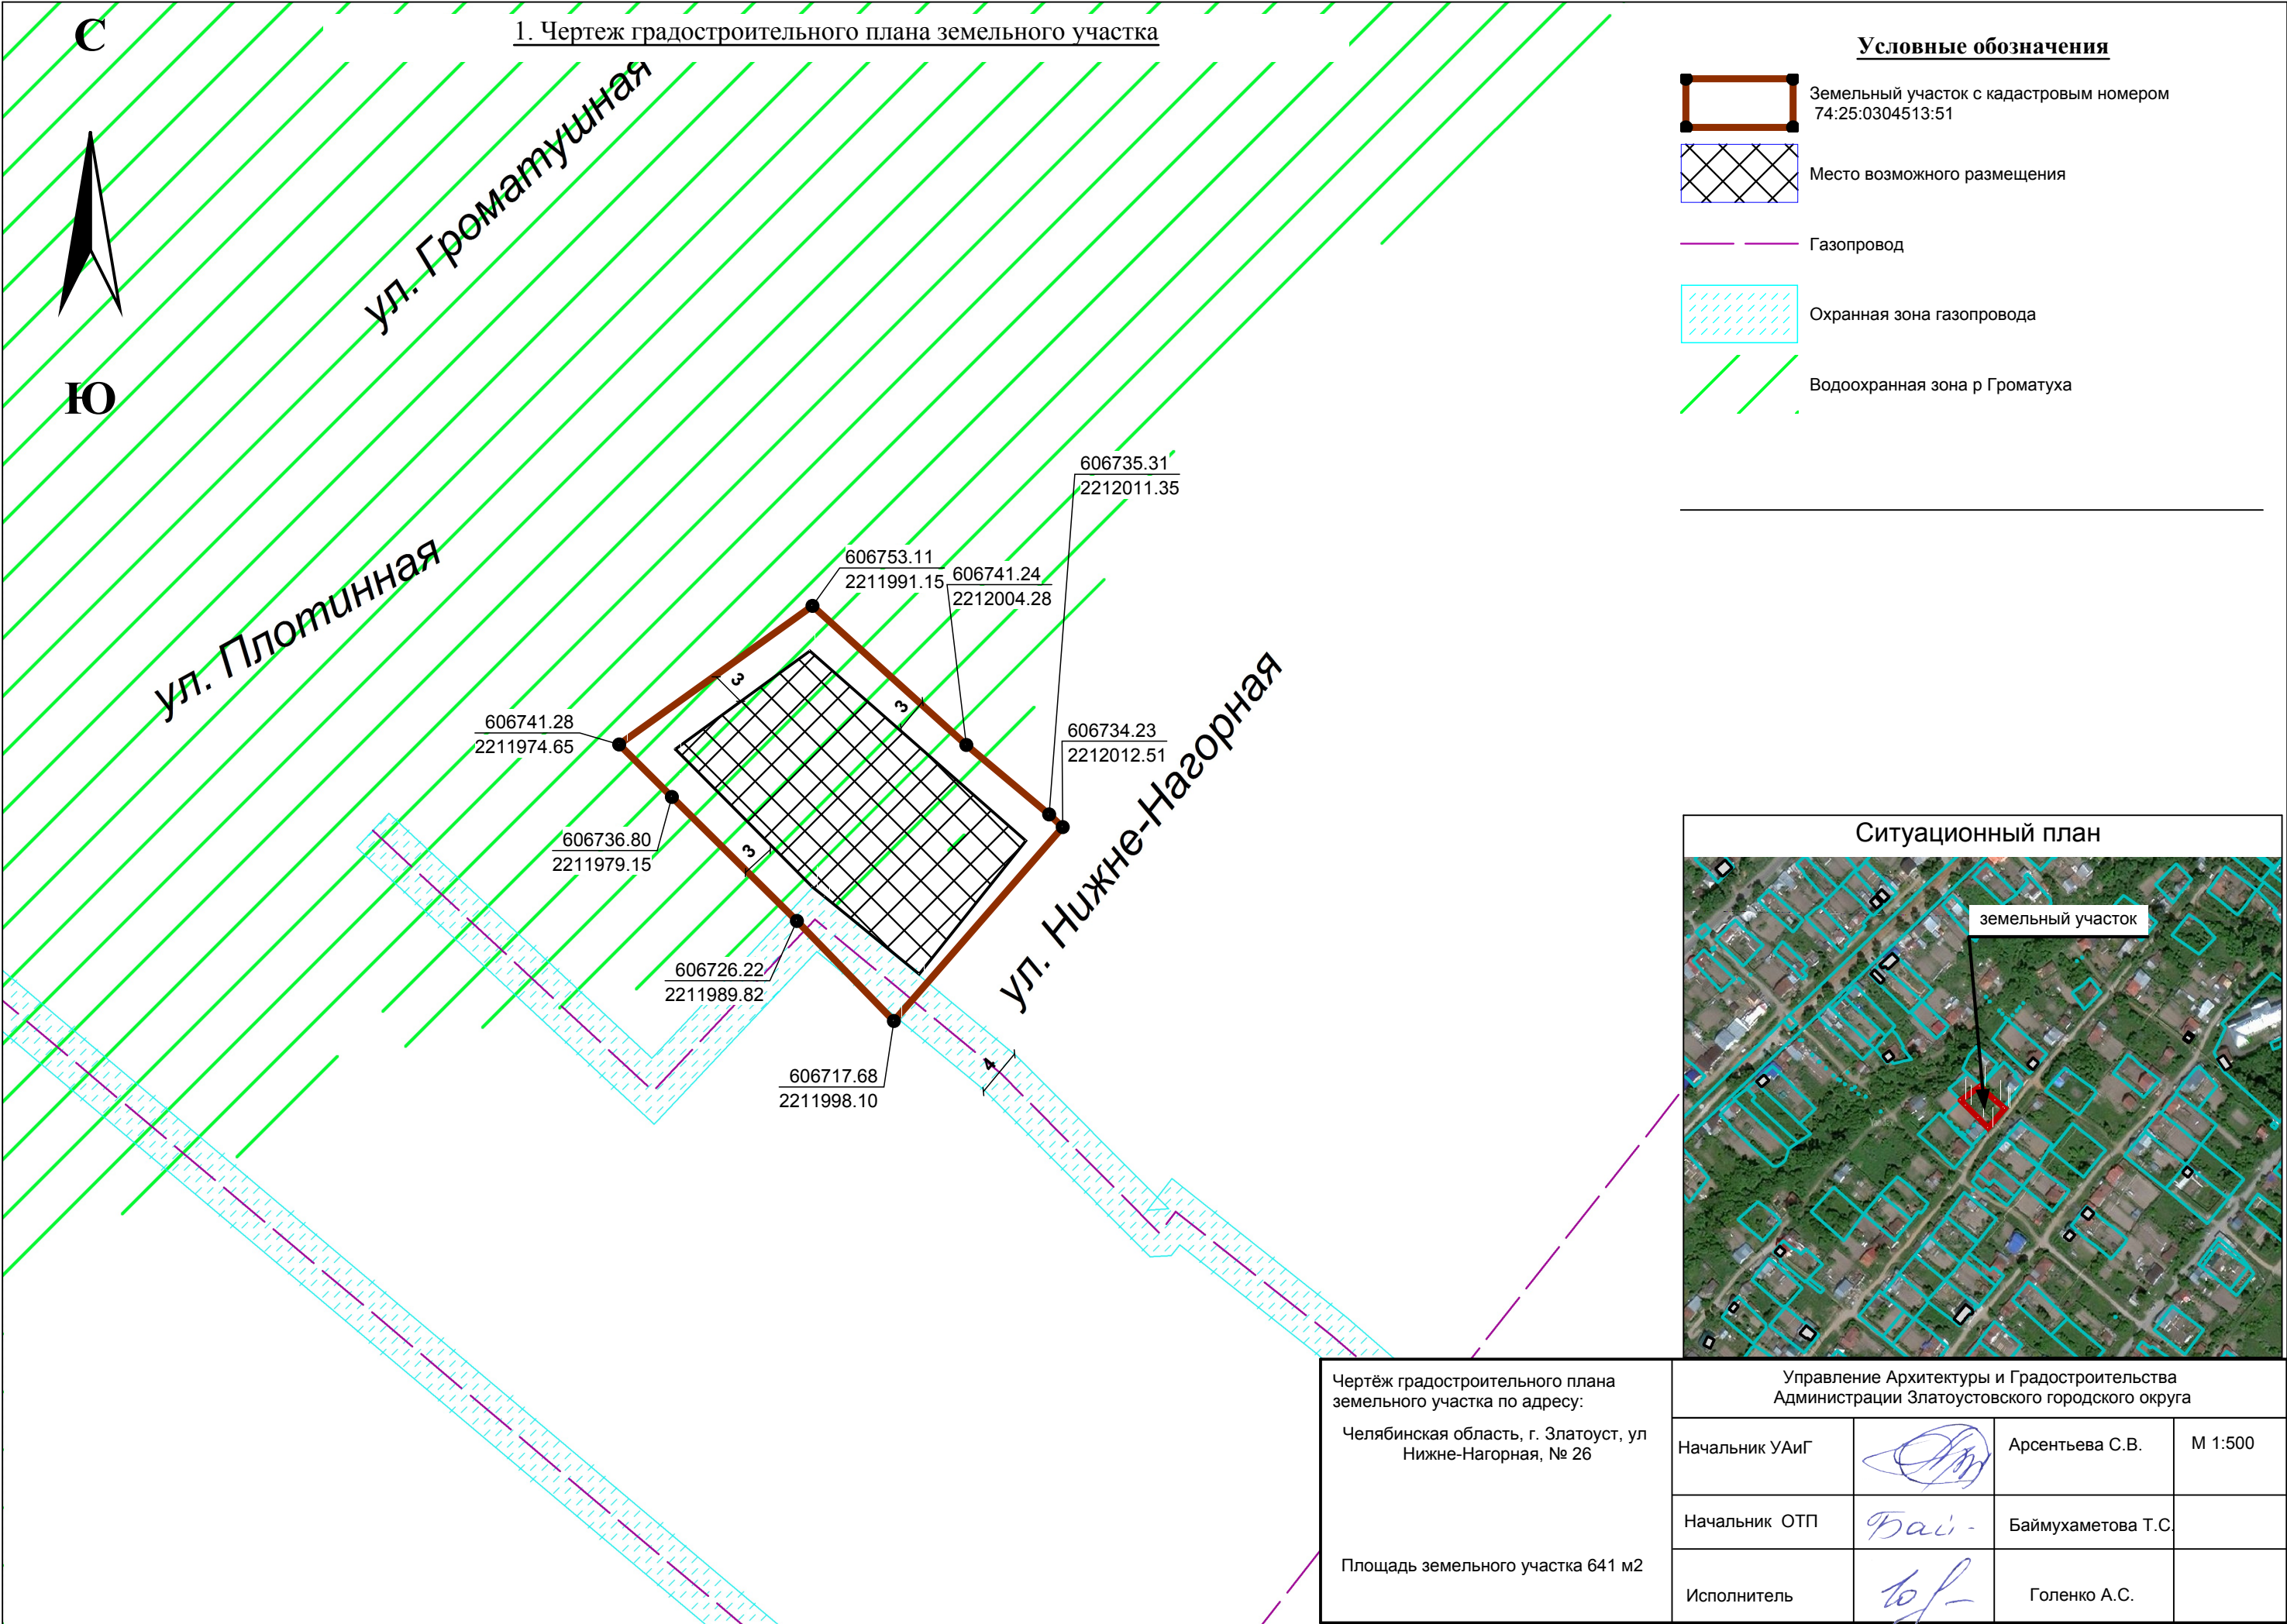 С
1. Чертеж градостроительного плана земельного участка
Ю
ул. Громатушная
ул. Плотинная
ул. Нижне-Нагорная
Условные обозначения
Земельный участок с кадастровым номером
74:25:0304513:51
Место возможного размещения
Газопровод
Охранная зона газопровода
Водоохранная зона р Громатуха
606735.31
2212011.35
606753.11
2211991.15
606741.24
2212004.28
606741.28
2211974.65
606734.23
2212012.51
606736.80
2211979.15
606726.22
2211989.82
606717.68
2211998.10
3
3
3
4
Ситуационный план
земельный участок
Чертёж градостроительного плана
земельного участка по адресу:
Челябинская область, г. Златоуст, ул
Нижне-Нагорная, № 26
Площадь земельного участка 641 м2
Управление Архитектуры и Градостроительства
Администрации Златоустовского городского округа
Начальник УАиГ
Арсентьева С.В.
М 1:500
Начальник ОТП
Бай-
Баймухаметова Т.С.
Исполнитель
Голенко А.С.